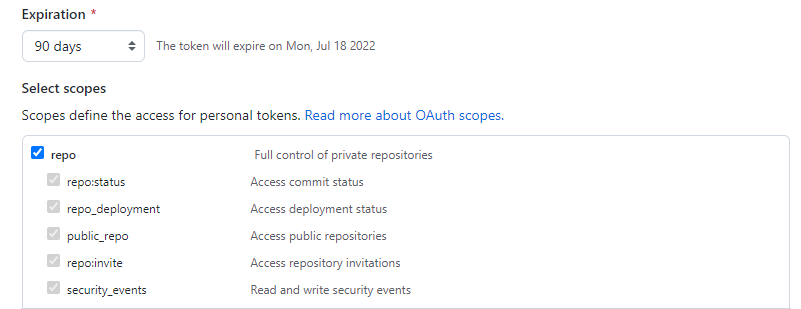 Expiration *
90 days The token will expire on Mon, Jul 18 2022
Select scopes
Scopes define the access for personal tokens. Read more about OAuth scopes.
repo Full control of private repositories
repo:status Access commit status
repo_deployment Access deployment status
public_repo Access public repositories
repo:invite Access repository invitations
security_events Read and write security events